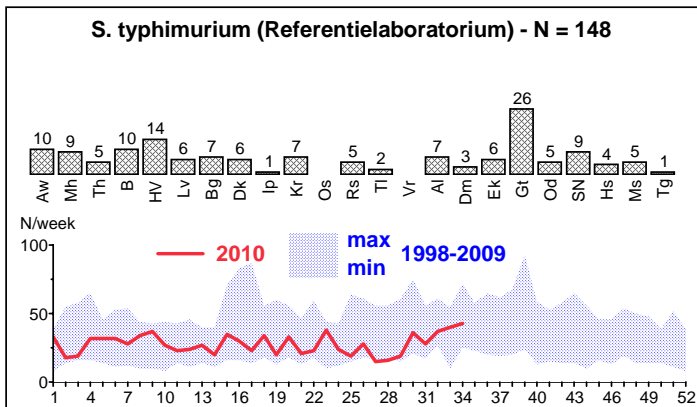 S. typhimurium (Referentielaboratorium) - N = 148
10 9 5 10 14 6 7 6 1 7 5 2 7 3 6 26 5 9 4 5 1
Aw Mh Th B HV Lv Bg Dk Ip Kr Os Rs Tl Vr Al Dm Ek Gt Od SN Hs Ms Tg
N/week
100
2010
max
min
1998-2009
50
0
1 4 7 10 13 16 19 22 25 28 31 34 37 40 43 46 49 52